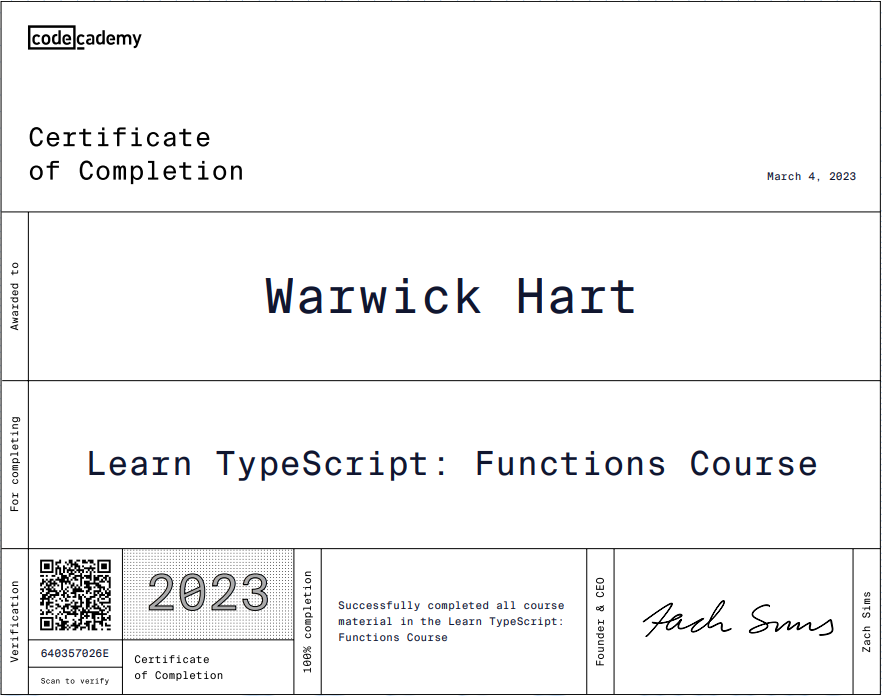 codecademy
Certificate
of Completion
March 4, 2023
Awarded to
Warwick Hart
For completing
Learn TypeScript: Functions Course
Verification
640357026E
Scan to verify
2023
Certificate
of Completion
100% completion
Successfully completed all course
material in the Learn TypeScript:
Functions Course
Founder & CEO
Zach Sims
Zach Sims